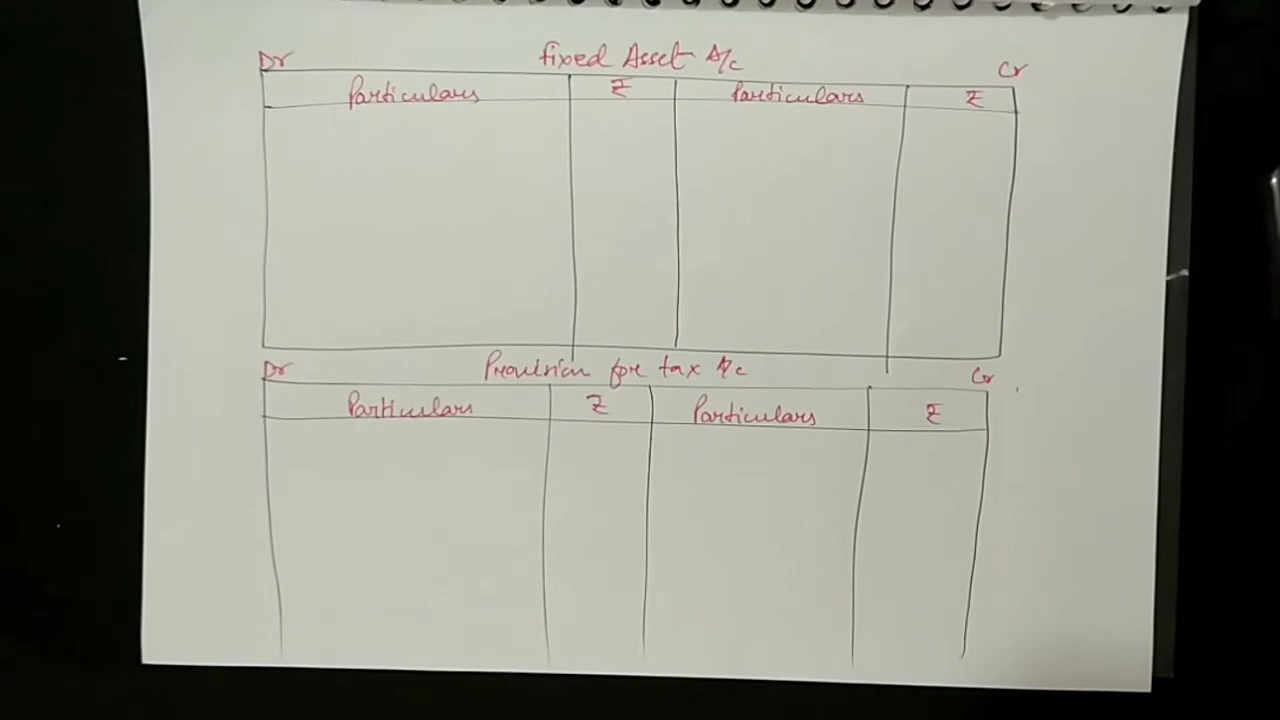 Dr Fixed Asset A/c Cr
Particulars ₹ Particulars ₹
Dr Provision for tax A/c Cr
Particulars ₹ Particulars ₹